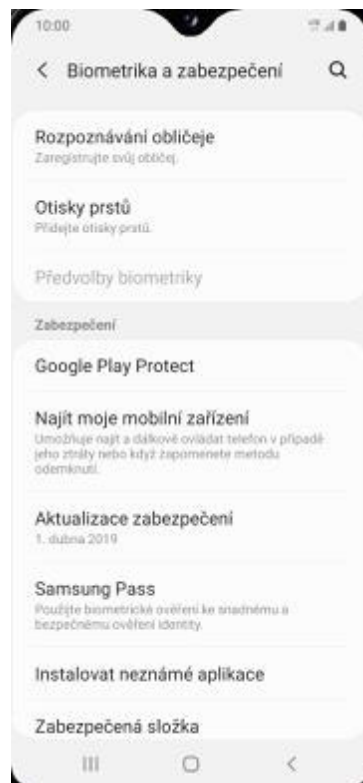 10:00
Biometrika a zabezpečení
Rozpoznávání obličeje
Zaregistrujte svůj obličej.
Otisky prstů
Přidejte otisky prstů.
Předvolby biometriky
Zabezpečení
Google Play Protect
Najít moje mobilní zařízení
Umožňuje najít a dálkově ovládat telefon v případě
jeho ztráty nebo když zapomenete metodu
odemknutí.
Aktualizace zabezpečení
1. dubna 2019
Samsung Pass
Použijte biometrické ověření ke snadnému a
bezpečnému ověření identity.
Instalovat neznámé aplikace
Zabezpečená složka